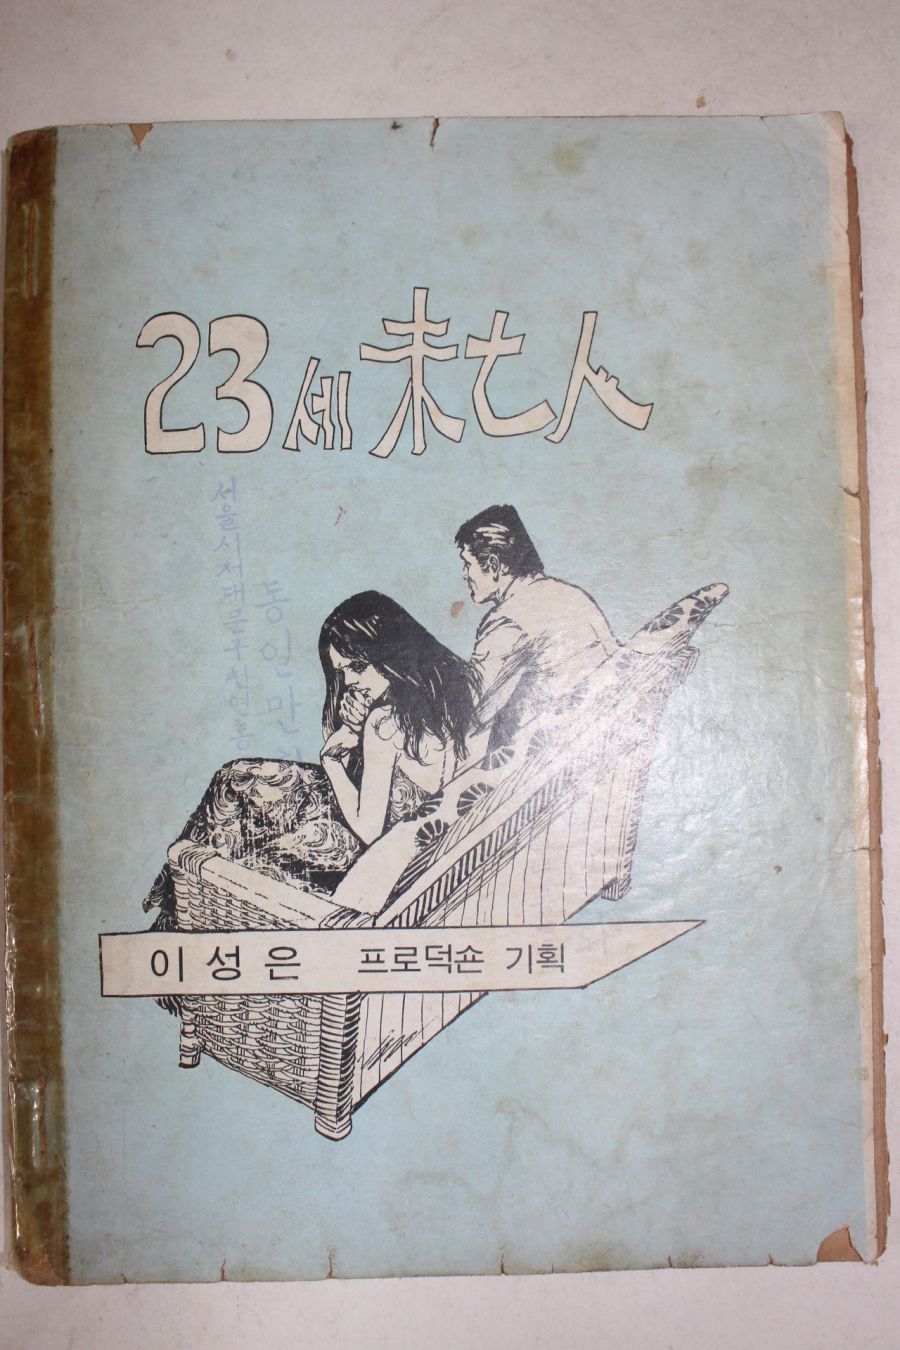 23세 未亡人
서울시서대문구천연동
동일만
이성은 프로덕숀 기획